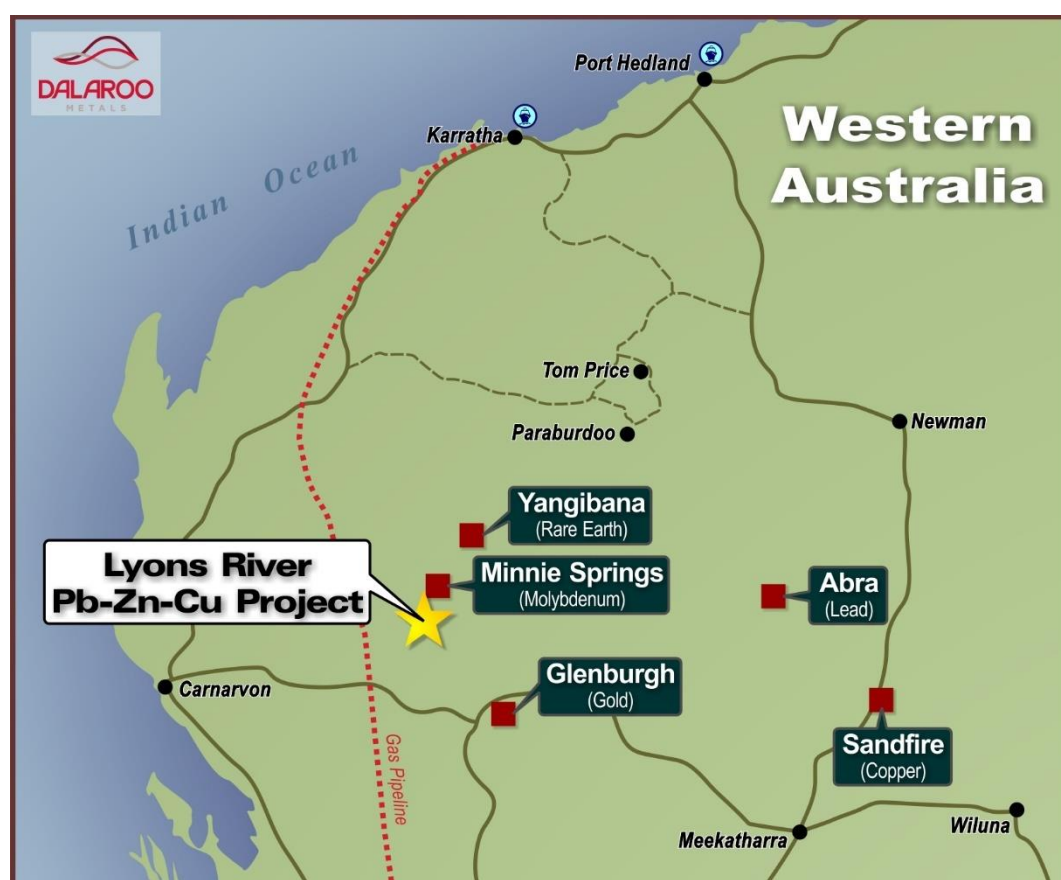 DALAROO
METALS
Port Hedland
Karratha
Western
Australia
Indian Ocean
Tom Price
Paraburdoo
Newman
Yangibana
(Rare Earth)
Lyons River
Pb-Zn-Cu Project
Minnie Springs
(Molybdenum)
Abra
(Lead)
Carnarvon
Glenburgh
(Gold)
Gas Pipeline
Sandfire
(Copper)
Meekatharra
Wiluna